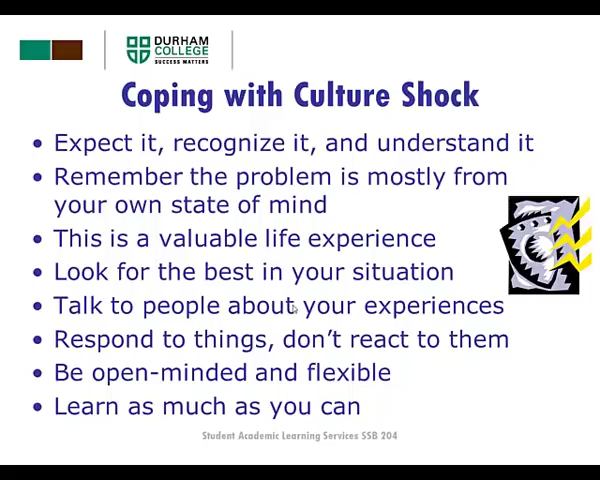 DURHAM
COLLEGE
SUCCESS MATTERS
Coping with Culture Shock
• Expect it, recognize it, and understand it
• Remember the problem is mostly from
your own state of mind
• This is a valuable life experience
• Look for the best in your situation
• Talk to people about your experiences
• Respond to things, don’t react to them
• Be open-minded and flexible
• Learn as much as you can
Student Academic Learning Services SSB 204